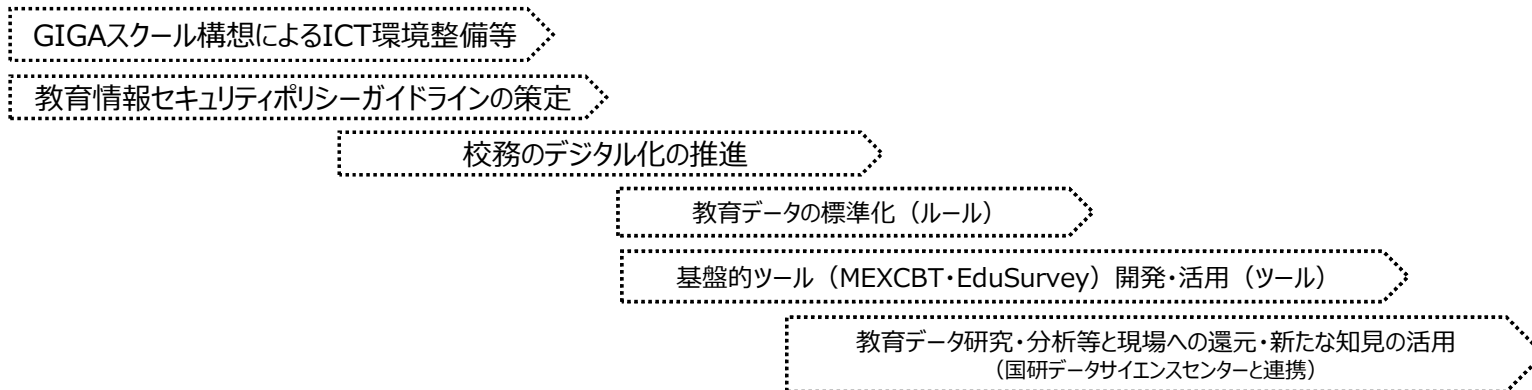 GIGAスクール構想によるICT環境整備等
教育情報セキュリティポリシーガイドラインの策定
校務のデジタル化の推進
教育データの標準化（ルール）
基盤的ツール（MEXCBT・EduSurvey）開発・活用（ツール）
教育データ研究・分析等と現場への還元・新たな知見の活用
（国研データサイエンスセンターと連携）